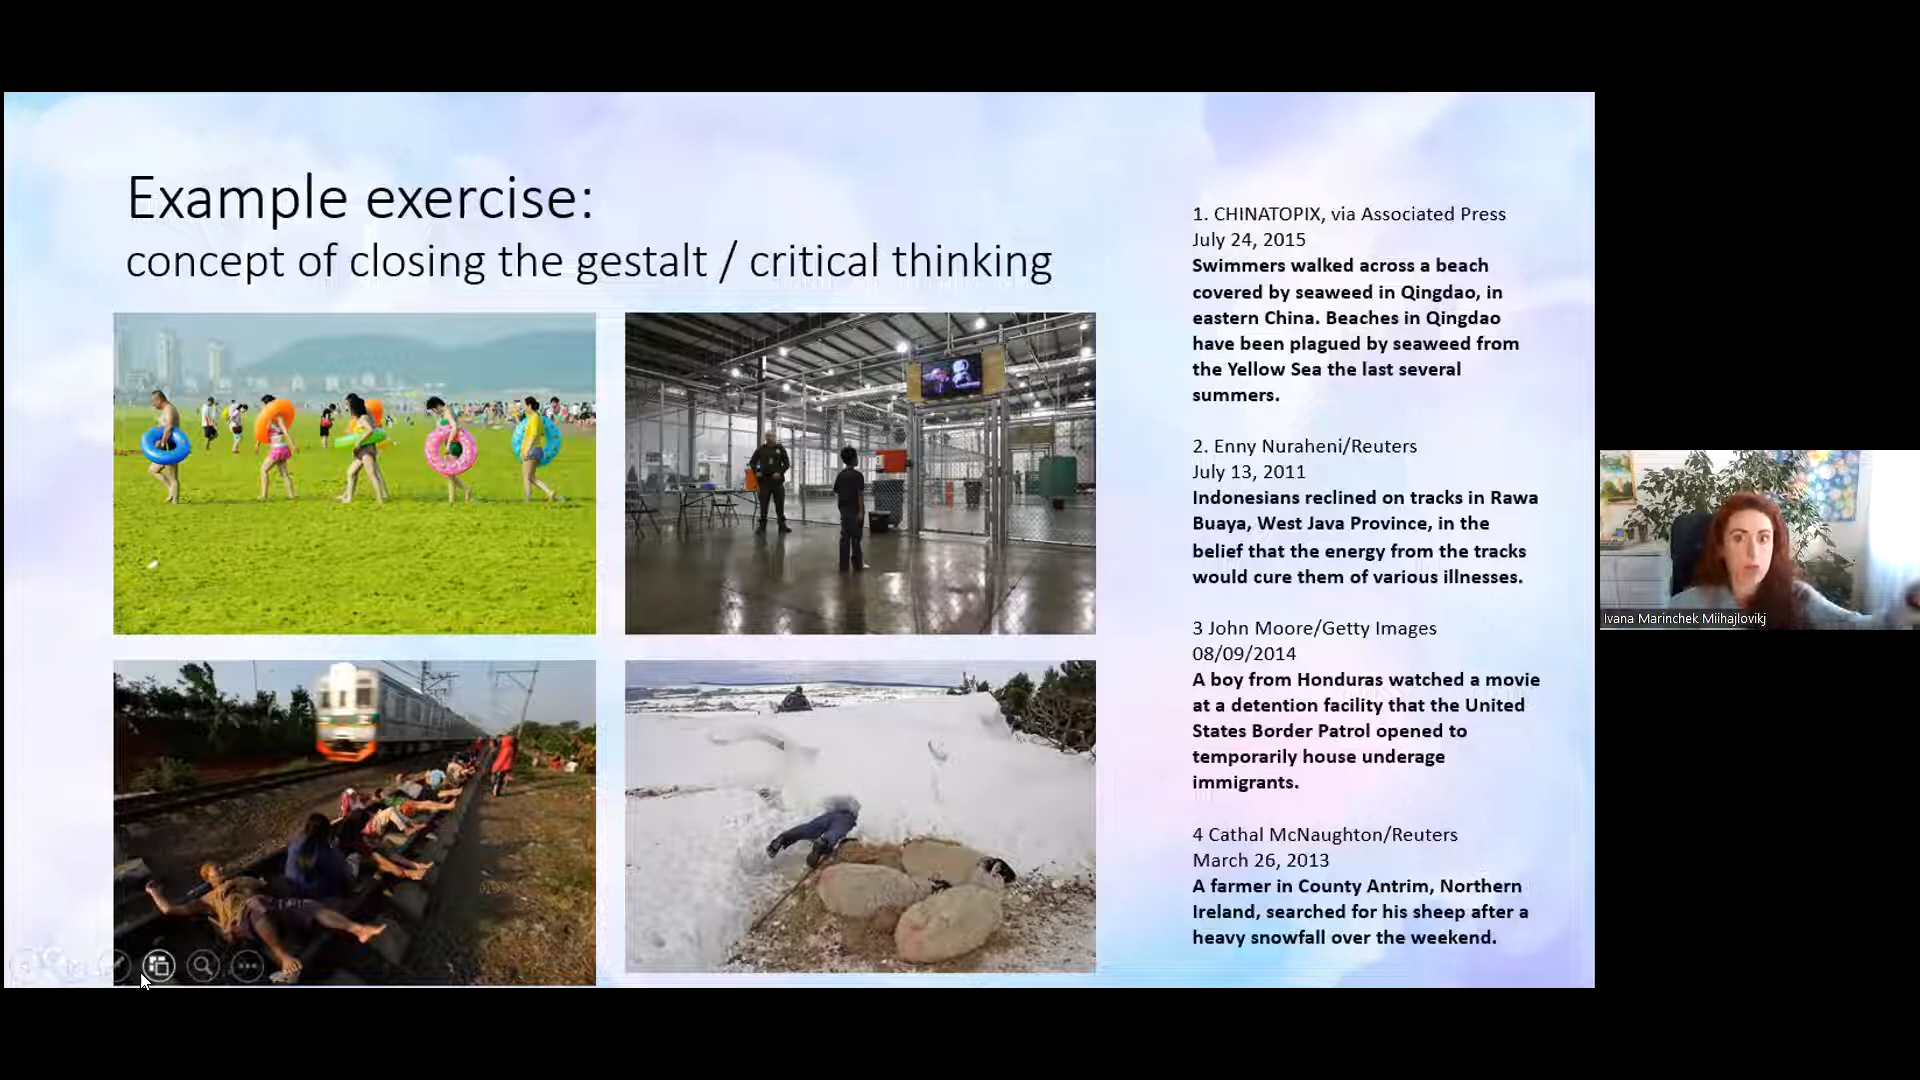 Example exercise:
concept of closing the gestalt / critical thinking
1. CHINATOPIX, via Associated Press
July 24, 2015
Swimmers walked across a beach
covered by seaweed in Qingdao, in
eastern China. Beaches in Qingdao
have been plagued by seaweed from
the Yellow Sea the last several
summers.
2. Enny Nuraheni/Reuters
July 13, 2011
Indonesians reclined on tracks in Rawa
Buaya, West Java Province, in the
belief that the energy from the tracks
would cure them of various illnesses.
3 John Moore/Getty Images
08/09/2014
A boy from Honduras watched a movie
at a detention facility that the United
States Border Patrol opened to
temporarily house underage
immigrants.
4 Cathal McNaughton/Reuters
March 26, 2013
A farmer in County Antrim, Northern
Ireland, searched for his sheep after a
heavy snowfall over the weekend.
Ivana Marinchek Miihajlovikj